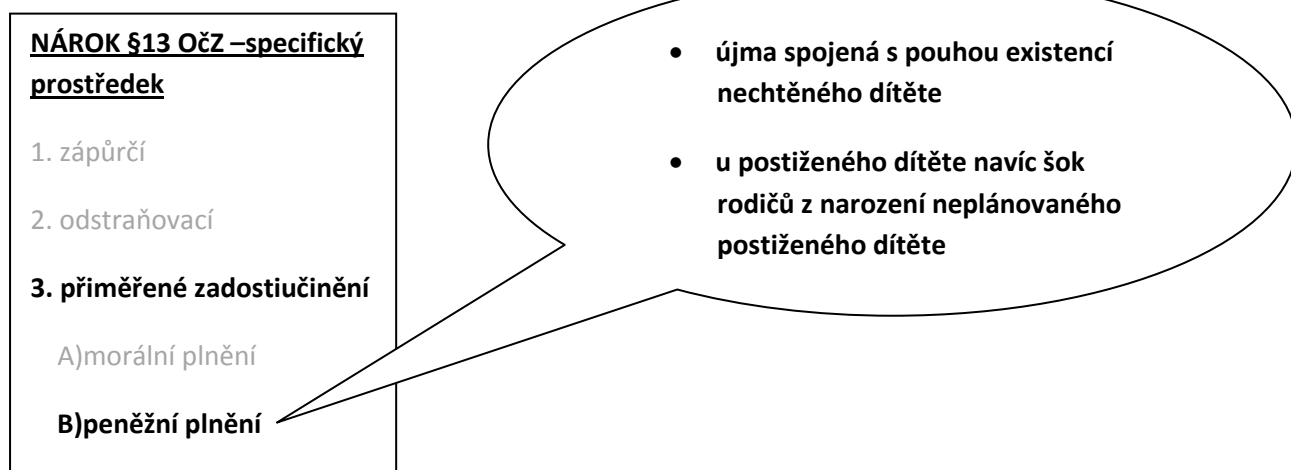 NÁROK §13 OčZ –specifický
prostředek
1. zápůrčí
2. odstraňovací
3. přiměřené zadostiučinění
A)morální plnění
B)peněžní plnění
• újma spojená s pouhou existencí
nechtěného dítěte
• u postiženého dítěte navíc šok
rodičů z narození neplánovaného
postiženého dítěte